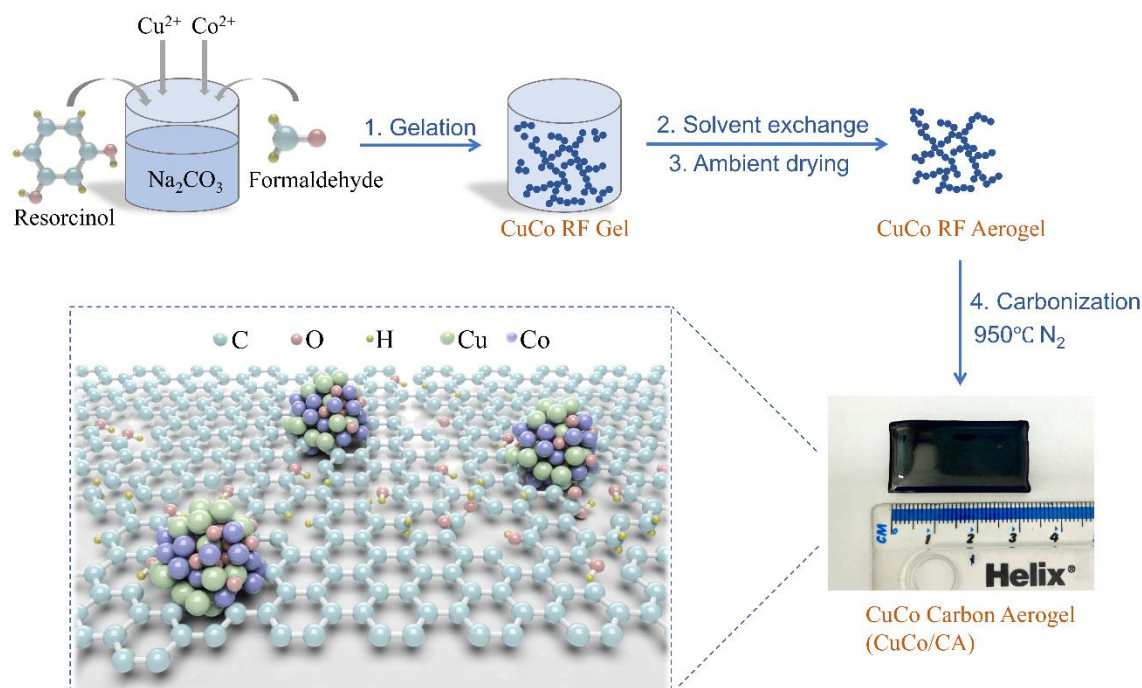 Cu²⁺ Co²⁺
Na₂CO₃
Resorcinol
Formaldehyde
1. Gelation
CuCo RF Gel
2. Solvent exchange
3. Ambient drying
CuCo RF Aerogel
4. Carbonization
950℃ N₂
C O H Cu Co
CM 0 1 2 3 4
Helix®
CuCo Carbon Aerogel
(CuCo/CA)